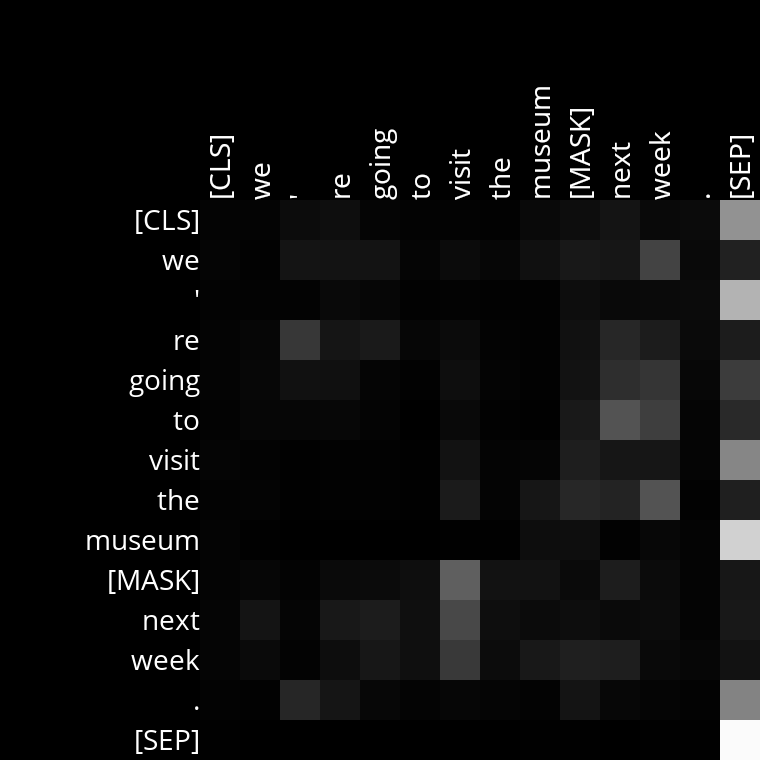 [CLS] we ' re going to visit the museum [MASK] next week . [SEP]
[CLS]
we
'
re
going
to
visit
the
museum
[MASK]
next
week
.
[SEP]